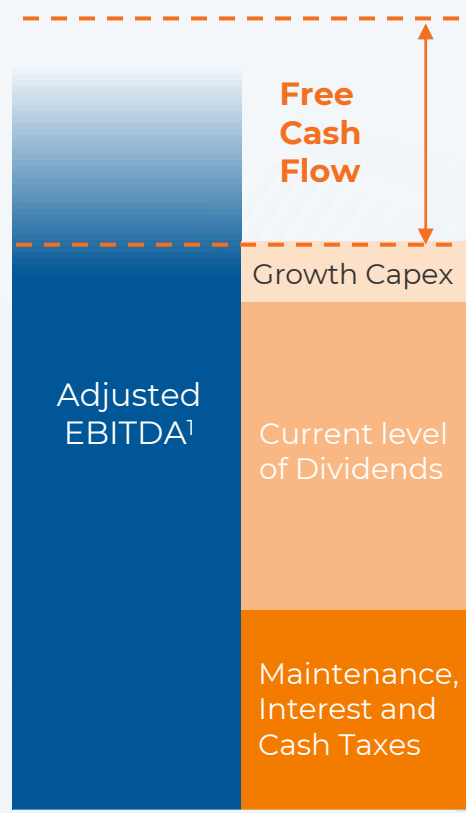 Free
Cash
Flow
Growth Capex
Adjusted
EBITDA¹
Current level
of Dividends
Maintenance,
Interest and
Cash Taxes